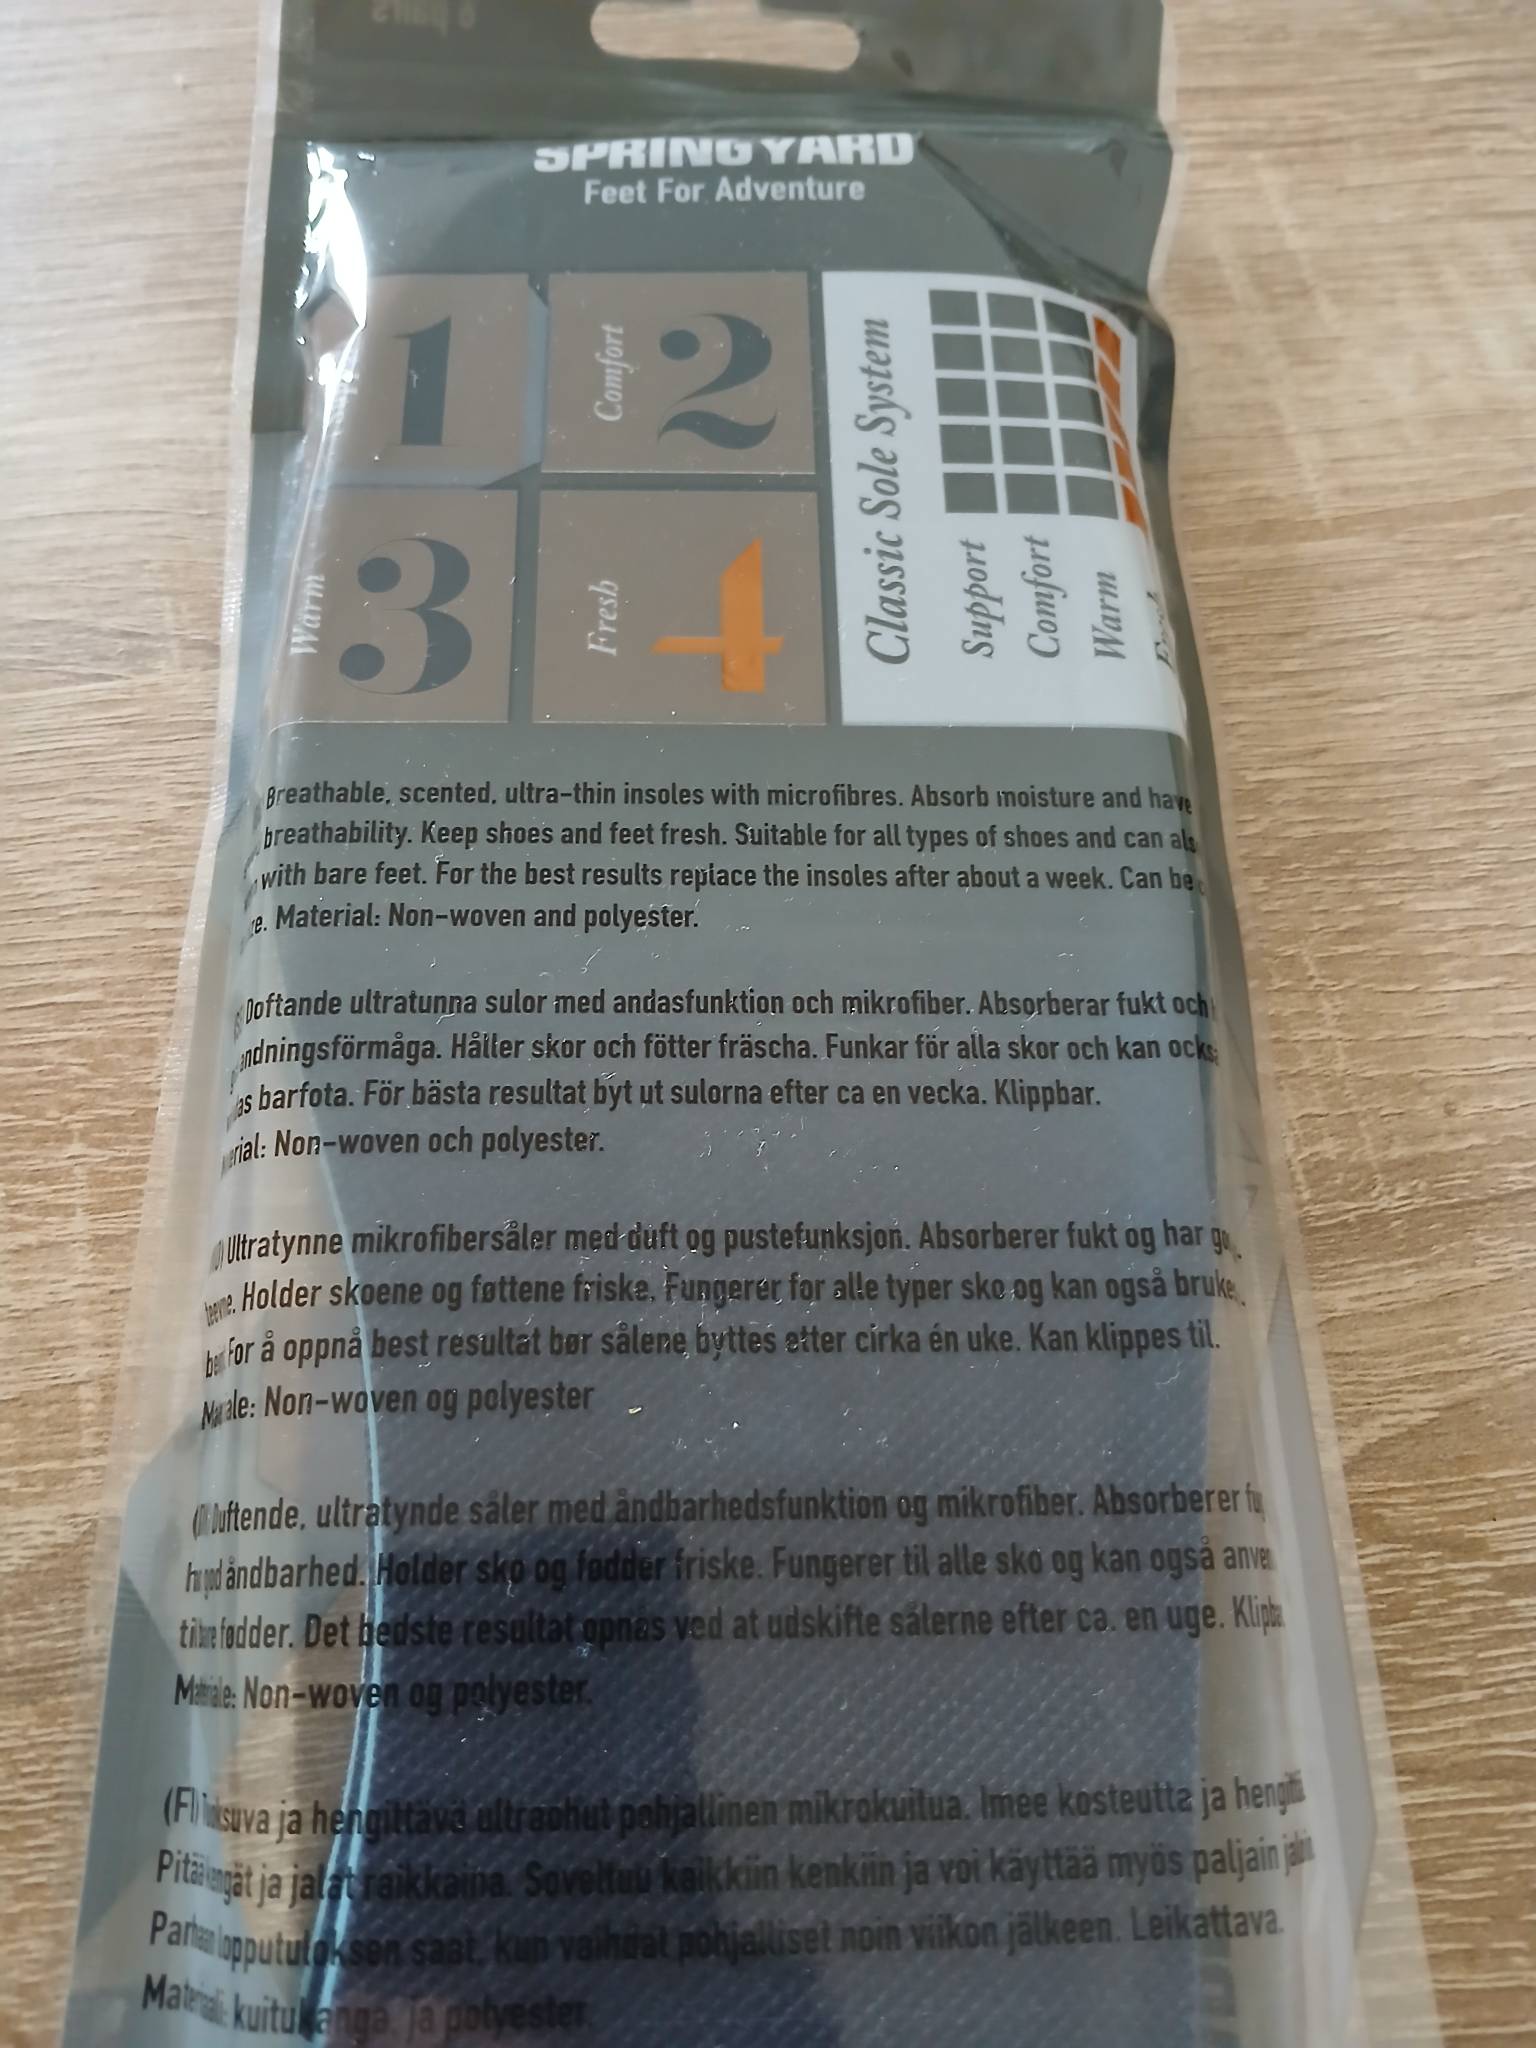 SPRINGYARD
Feet For Adventure
1
Comfort 2
Warm 3
Fresh 4
Classic Sole System
Support
Comfort
Warm
Breathable, scented, ultra-thin insoles with microfibres. Absorb moisture and have
breathability. Keep shoes and feet fresh. Suitable for all types of shoes and can
with bare feet. For the best results replace the insoles after about a week. Can be
Material: Non-woven and polyester.
Doftande ultratunna sulor med andasfunktion och mikrofiber. Absorberar fukt och
andningsförmåga. Håller skor och fötter fräscha. Funkar för alla skor och kan
barfota. För bästa resultat byt ut sulorna efter ca en vecka. Klippbar.
Non-woven och polyester.
Ultratynne mikrofibersåler med duft og pustefunksjon. Absorberer fukt og har
Holder skoene og føttene friske. Fungerer for alle typer sko og kan også
For å oppnå best resultat bør sålene byttes etter cirka én uke. Kan klippes til.
Non-woven og polyester
Duftende, ultratynde såler med åndbarhedsfunktion og mikrofiber. Absorberer
god åndbarhed. Holder sko og fødder friske. Fungerer til alle sko og kan også
fødder. Det bedste resultat opnås ved at udskifte sålerne efter ca. en uge.
Materiale: Non-woven og polyester.
(FI) ja hengittävä ultraohut pohjallinen mikrokuitua. Imee kosteutta ja
ja jalat raikkaina. Soveltuu kaikkiin kenkiin ja voi käyttää myös paljain
lopputuloksen saat, kun vaihdat pohjalliset noin viikon jälkeen. Leikattava.
Materiaali: kuitukanga ja polyester.